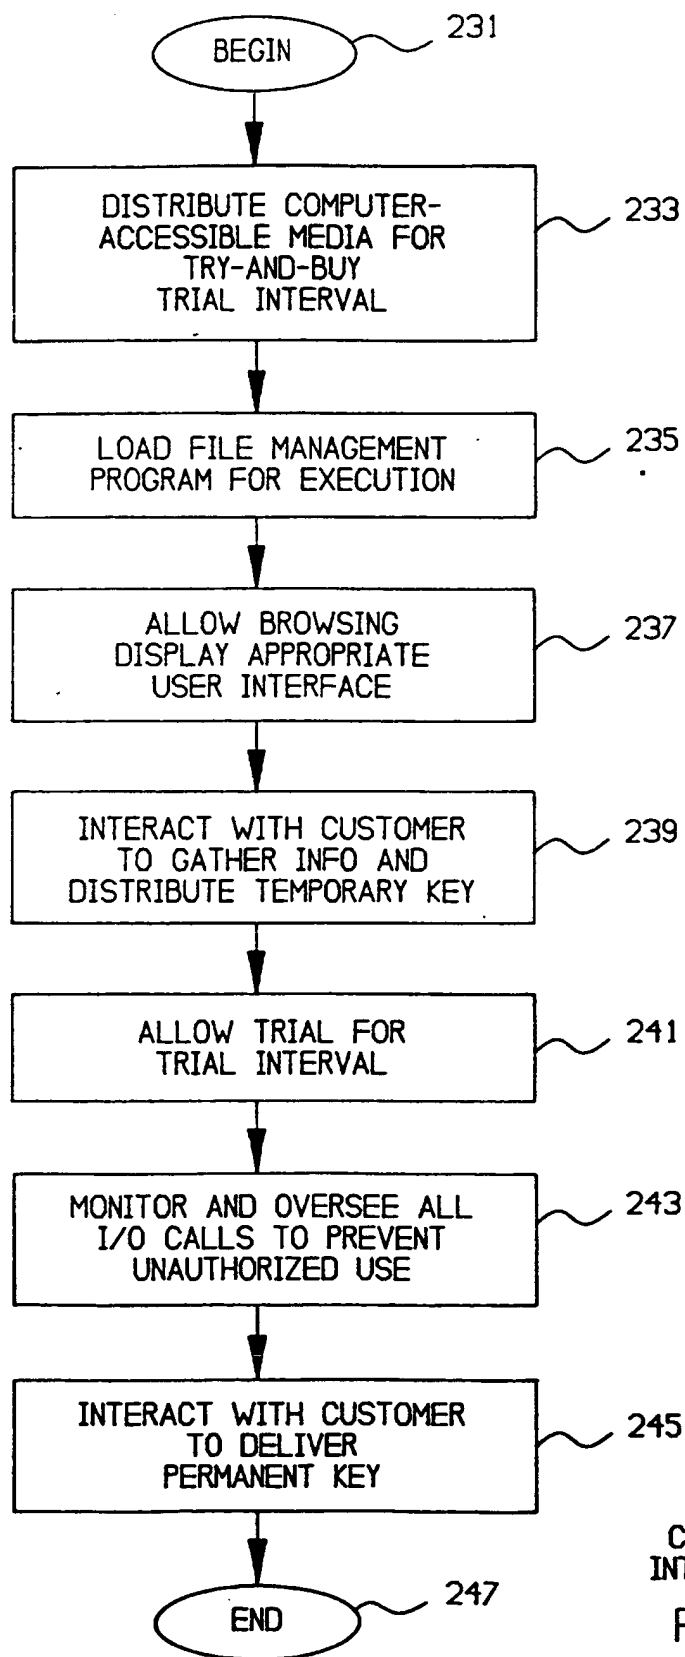 BEGIN
231
DISTRIBUTE COMPUTER-
ACCESSIBLE MEDIA FOR
TRY-AND-BUY
TRIAL INTERVAL
233
LOAD FILE MANAGEMENT
PROGRAM FOR EXECUTION
235
ALLOW BROWSING
DISPLAY APPROPRIATE
USER INTERFACE
237
INTERACT WITH CUSTOMER
TO GATHER INFO AND
DISTRIBUTE TEMPORARY KEY
239
ALLOW TRIAL FOR
TRIAL INTERVAL
241
MONITOR AND OVERSEE ALL
I/O CALLS TO PREVENT
UNAUTHORIZED USE
243
INTERACT WITH CUSTOMER
TO DELIVER
PERMANENT KEY
245
END
247